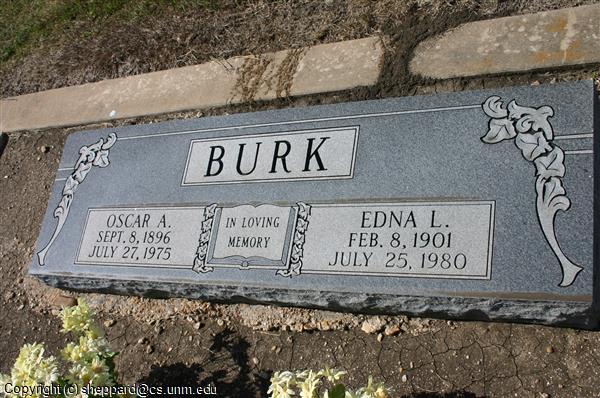 BURK
OSCAR A.
SEPT. 8, 1896
JULY 27, 1975
IN LOVING
MEMORY
EDNA L.
FEB. 8, 1901
JULY 25, 1980
Copyright (c) sheppard@cs.unm.edu